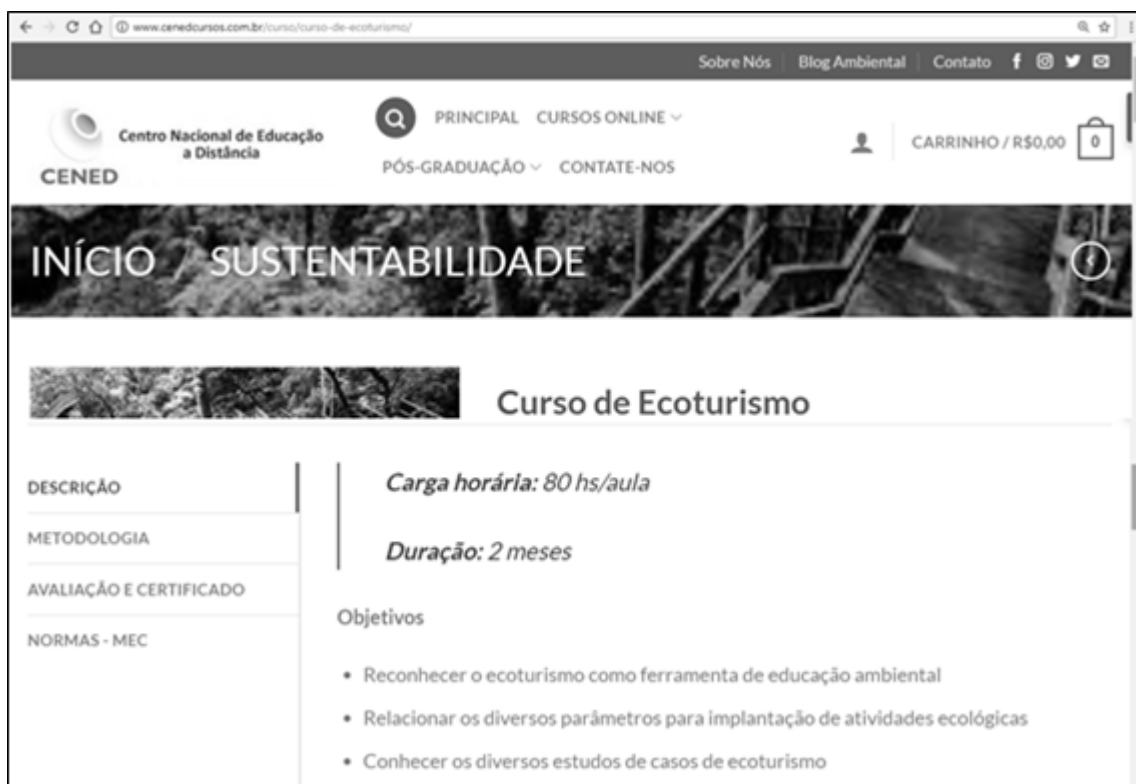 www.cenedcursos.com.br/curso/curso-de-ecoturismo/
Sobre Nós Blog Ambiental Contato
CENED
Centro Nacional de Educação
a Distância
PRINCIPAL CURSOS ONLINE
PÓS-GRADUAÇÃO CONTATE-NOS
CARRINHO / R$0,00 0
INÍCIO / SUSTENTABILIDADE
Curso de Ecoturismo
DESCRIÇÃO
METODOLOGIA
AVALIAÇÃO E CERTIFICADO
NORMAS - MEC
Carga horária: 80 hs/aula
Duração: 2 meses
Objetivos
• Reconhecer o ecoturismo como ferramenta de educação ambiental
• Relacionar os diversos parâmetros para implantação de atividades ecológicas
• Conhecer os diversos estudos de casos de ecoturismo